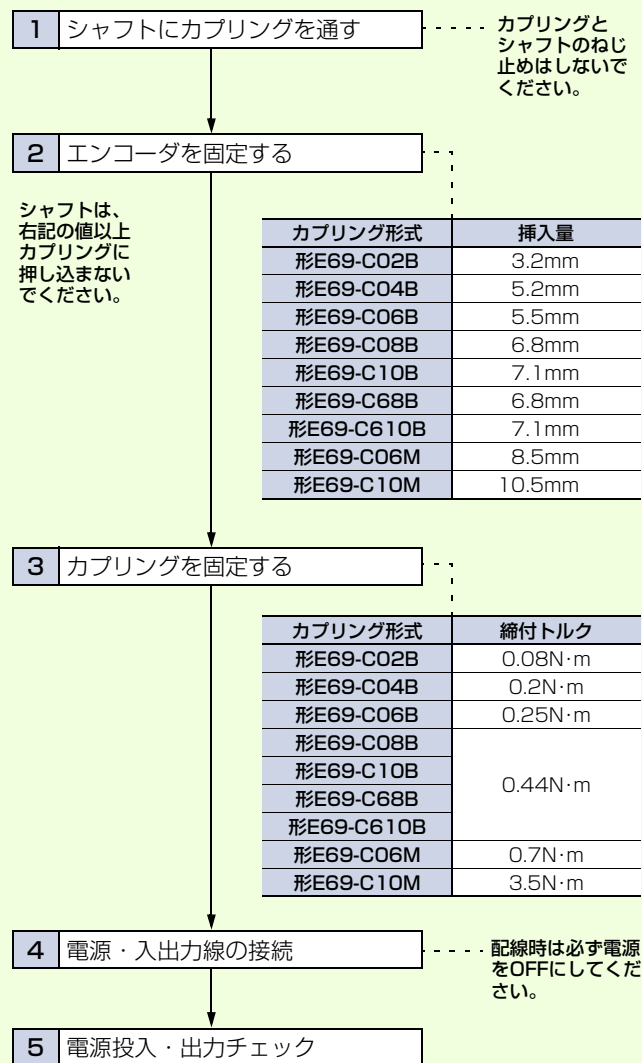 1 シャフトにカプリングを通す
カプリングと
シャフトのねじ
止めはしないで
ください。
2 エンコーダを固定する
シャフトは、
右記の値以上
カプリングに
押し込まない
でください。
カプリング形式 挿入量
形E69-C02B 3.2mm
形E69-C04B 5.2mm
形E69-C06B 5.5mm
形E69-C08B 6.8mm
形E69-C10B 7.1mm
形E69-C68B 6.8mm
形E69-C610B 7.1mm
形E69-C06M 8.5mm
形E69-C10M 10.5mm
3 カプリングを固定する
カプリング形式 締付トルク
形E69-C02B 0.08N･m
形E69-C04B 0.2N･m
形E69-C06B 0.25N･m
形E69-C08B
形E69-C10B
形E69-C68B
形E69-C610B
0.44N･m
形E69-C06M 0.7N･m
形E69-C10M 3.5N･m
4 電源・入出力線の接続
配線時は必ず電源
をOFFにしてくだ
さい。
5 電源投入・出力チェック